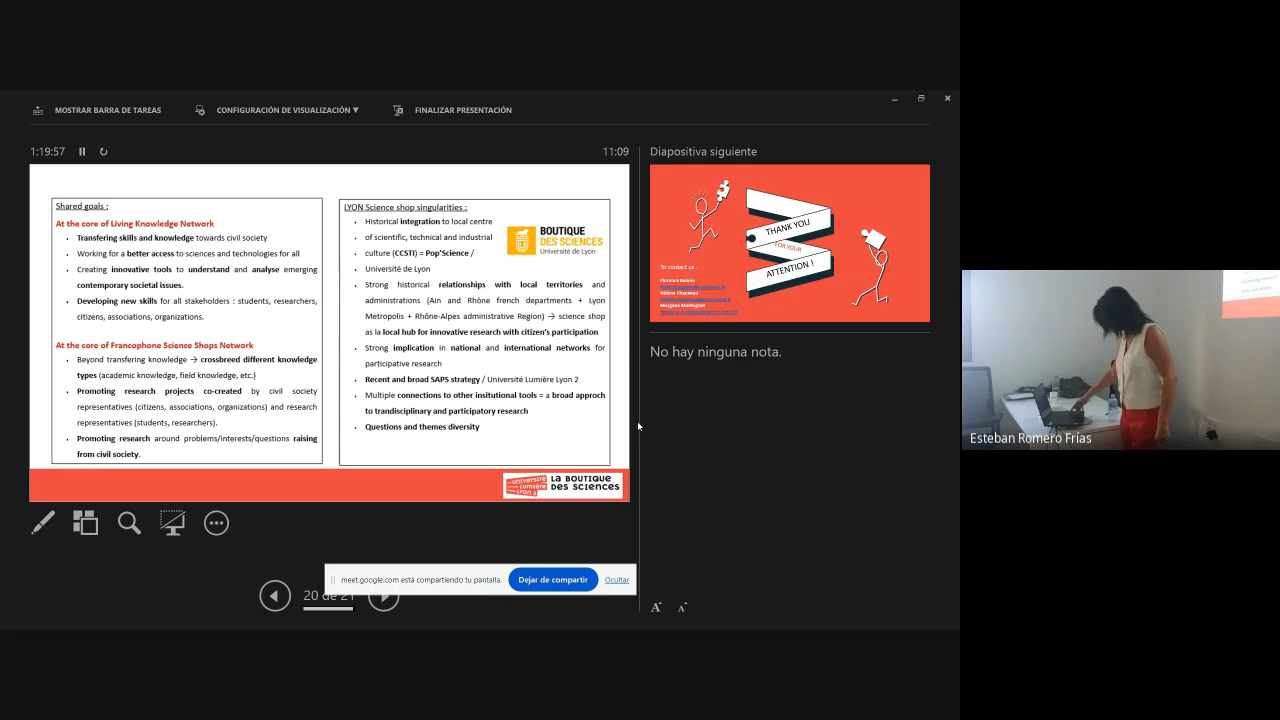 MOSTRAR BARRA DE TAREAS
CONFIGURACIÓN DE VISUALIZACIÓN ▼
FINALIZAR PRESENTACIÓN
1:19:57
11:09
Diapositiva siguiente
Shared goals :
At the core of Living Knowledge Network
• Transfering skills and knowledge towards civil society
• Working for a better access to sciences and technologies for all
• Creating innovative tools to understand and analyse emerging
contemporary societal issues.
• Developing new skills for all stakeholders : students, researchers,
citizens, associations, organizations.
At the core of Francophone Science Shops Network
• Beyond transfering knowledge → crossbreed different knowledge
types (academic knowledge, field knowledge, etc.)
• Promoting research projects co-created by civil society
representatives (citizens, associations, organizations) and research
representatives (students, researchers).
• Promoting research around problems/interests/questions raising
from civil society.
LYON Science shop singularities :
• Historical integration to local centre
• of scientific, technical and industrial
• culture (CCSTI) = Pop'Science /
• Université de Lyon
• Strong historical relationships with local territories and
administrations (Ain and Rhône french departments + Lyon
Metropolis + Rhône-Alpes administrative Region) → science shop
as la local hub for innovative research with citizen's participation
• Strong implication in national and international networks for
participative research
• Recent and broad SAPS strategy / Université Lumière Lyon 2
• Multiple connections to other insitutional tools = a broad approch
to trandisciplinary and participatory research
• Questions and themes diversity
BOUTIQUE
DES SCIENCES
Université de Lyon
UNIVERSITÉ
LUMIÈRE
LYON 2
LA BOUTIQUE
DES SCIENCES
THANK YOU
FOR YOUR
ATTENTION !
To contact us :
Florence Belaën
Hélène Chauveau
Morgane Montagnat
No hay ninguna nota.
Esteban Romero Frías
meet.google.com está compartiendo tu pantalla.
Dejar de compartir
Ocultar
20 de 21
A
A